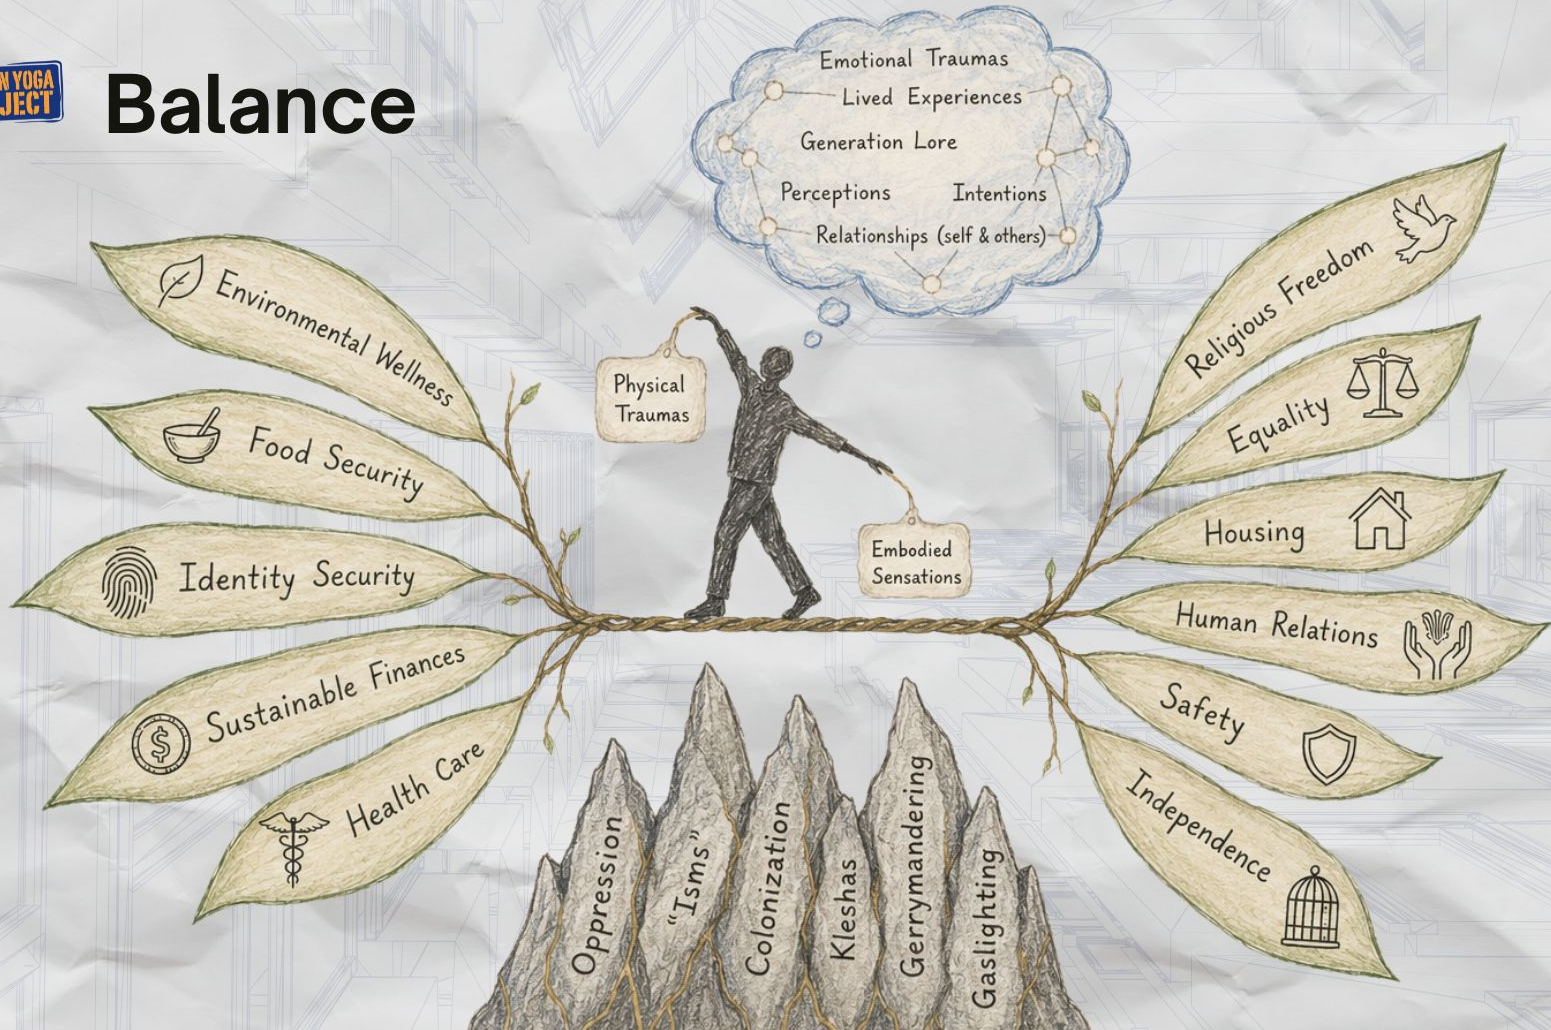 N YOGA
JECT
Balance
Emotional Traumas
Lived Experiences
Generation Lore
Perceptions
Intentions
Relationships (self & others)
Physical
Traumas
Embodied
Sensations
Environmental Wellness
Food Security
Identity Security
Sustainable Finances
$
Health Care
Religious Freedom
Equality
Housing
Human Relations
Safety
Independence
Oppression
"Isms"
Colonization
Kleshas
Gerrymandering
Gaslighting